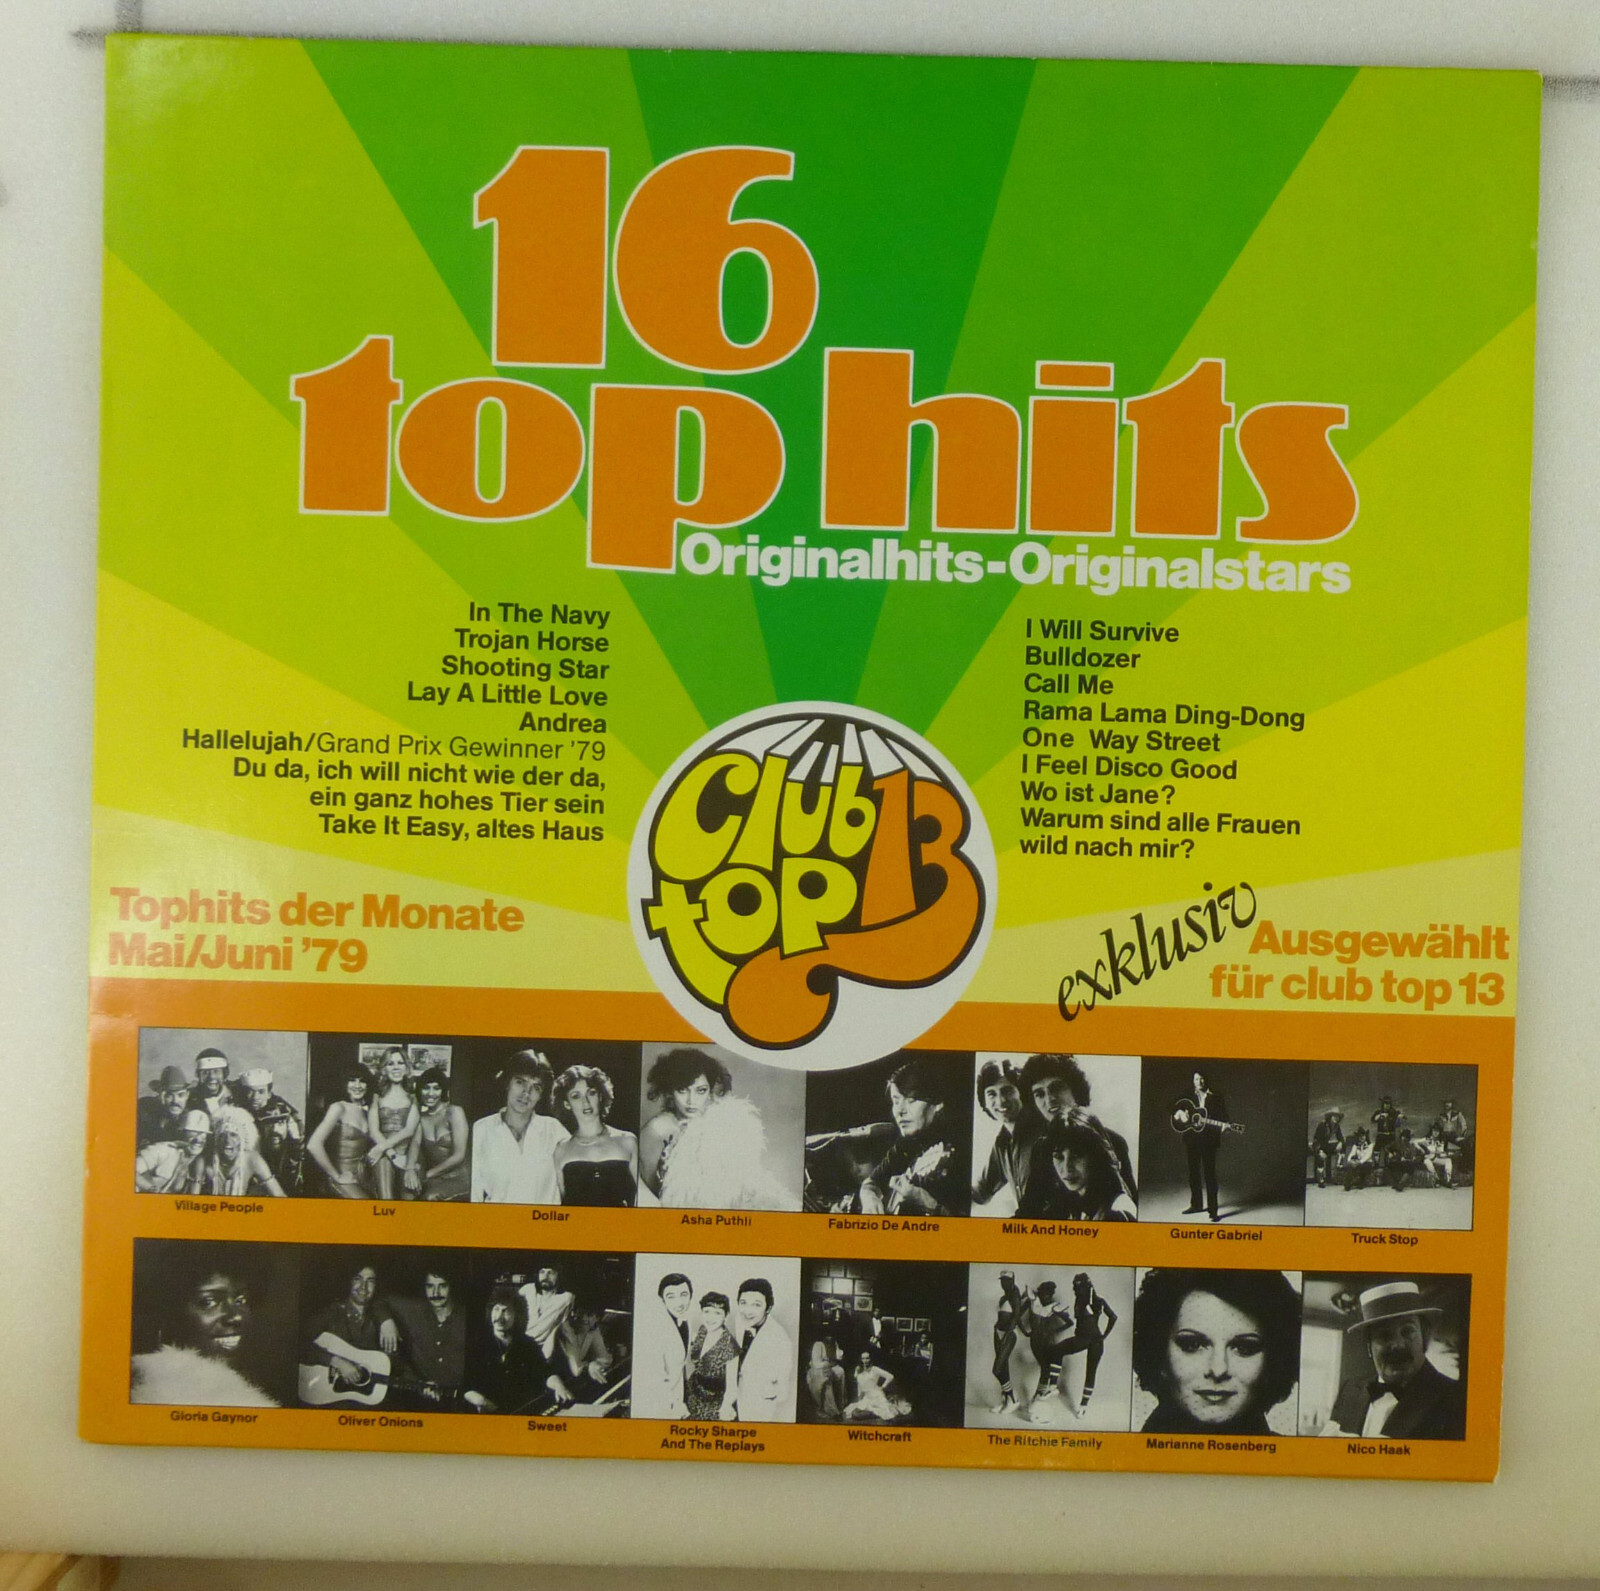 16
top hits
Originalhits-Originalstars
In The Navy
Trojan Horse
Shooting Star
Lay A Little Love
Andrea
Hallelujah/Grand Prix Gewinner '79
Du da, ich will nicht wie der da,
ein ganz hohes Tier sein
Take It Easy, altes Haus
I Will Survive
Bulldozer
Call Me
Rama Lama Ding-Dong
One Way Street
I Feel Disco Good
Wo ist Jane?
Warum sind alle Frauen
wild nach mir?
Club
top 13
Tophits der Monate
Mai/Juni '79
exklusiv
Ausgewählt
für club top 13
Village People
Luv
Dollar
Asha Puthli
Fabrizio De Andre
Milk And Honey
Gunter Gabriel
Truck Stop
Gloria Gaynor
Oliver Onions
Sweet
Rocky Sharpe
And The Replays
Witchcraft
The Ritchie Family
Marianne Rosenberg
Nico Haak